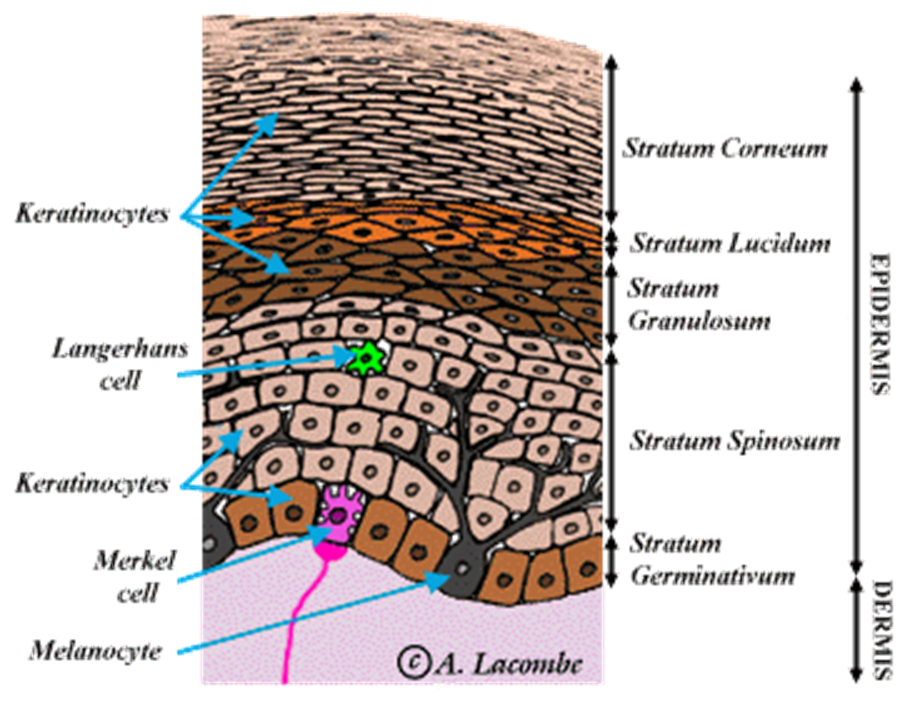 Stratum Corneum
Keratinocytes
Stratum Lucidum
Stratum
Granulosum
EPIDERMIS
Langerhans
cell
Stratum Spinosum
Keratinocytes
Stratum
Germinativum
Merkel
cell
DERMIS
Melanocyte
© A. Lacombe